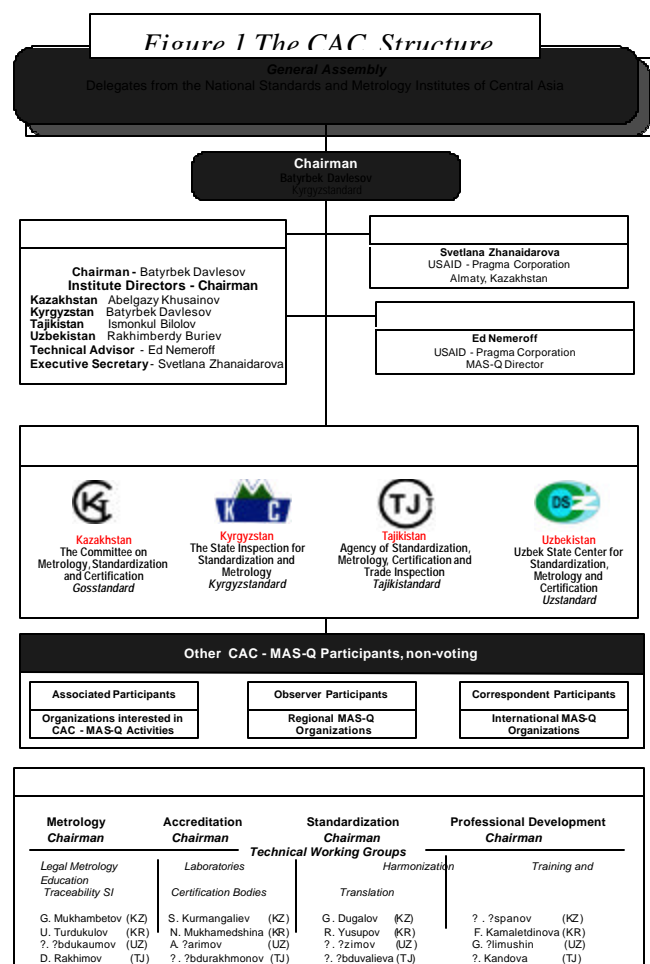 Figure 1 The CAC Structure
General Assembly
Delegates from the National Standards and Metrology Institutes of Central Asia
Chairman
Batyrbek Davlesov
Kyrgyzstandard
Chairman - Batyrbek Davlesov
Institute Directors - Chairman
Kazakhstan Abelgazy Khusainov
Kyrgyzstan Batyrbek Davlesov
Tajikistan Ismonkul Bilolov
Uzbekistan Rakhimberdy Buriev
Technical Advisor - Ed Nemeroff
Executive Secretary - Svetlana Zhanaidarova
Svetlana Zhanaidarova
USAID - Pragma Corporation
Almaty, Kazakhstan
Ed Nemeroff
USAID - Pragma Corporation
MAS-Q Director
K C
TJ
DS
Kazakhstan
The Committee on
Metrology, Standardization
and Certification
Gosstandard
Kyrgyzstan
The State Inspection for
Standardization and
Metrology
Kyrgyzstandard
Tajikistan
Agency of Standardization,
Metrology, Certification and
Trade Inspection
Tajikistandard
Uzbekistan
Uzbek State Center for
Standardization,
Metrology and
Certification
Uzstandard
Other CAC - MAS-Q Participants, non-voting
Associated Participants
Organizations interested in
CAC - MAS-Q Activities
Observer Participants
Regional MAS-Q
Organizations
Correspondent Participants
International MAS-Q
Organizations
Metrology Accreditation Standardization Professional Development
Chairman Chairman Chairman Chairman
Technical Working Groups
Legal Metrology Laboratories Harmonization Training and
Education
Traceability SI Certification Bodies Translation
G. Mukhambetov (KZ) S. Kurmangaliev (KZ) G. Dugalov (KZ) ?. ?spanov (KZ)
U. Turdukulov (KR) N. Mukhamedshina (KR) R. Yusupov (KR) F. Kamaletdinova (KR)
?. ?bdukaumov (UZ) A. ?arimov (UZ) ?. ?zimov (UZ) G. ?limushin (UZ)
D. Rakhimov (TJ) ?. ?bdurakhmonov (TJ) ?. ?bduvalieva (TJ) ?. Kandova (TJ)